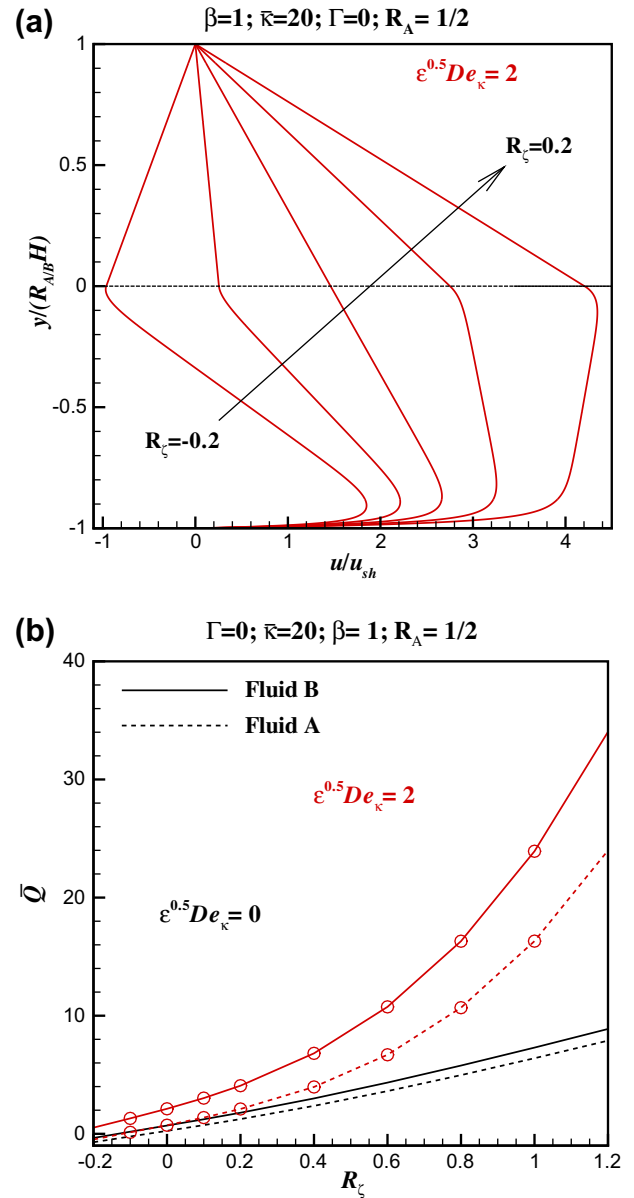 (a)
β=1; κ̄=20; Γ=0; R_A= 1/2
ε^0.5De_κ= 2
R_ζ=0.2
R_ζ=-0.2
y/(R_A/B H)
1
0.5
0
-0.5
-1
-1 0 1 2 3 4
u/u_sh
(b)
Γ=0; κ̄=20; β= 1; R_A= 1/2
40
30
20
10
0
Fluid B
Fluid A
ε^0.5De_κ= 2
ε^0.5De_κ= 0
Q̄
-0.2 0 0.2 0.4 0.6 0.8 1 1.2
R_ζ